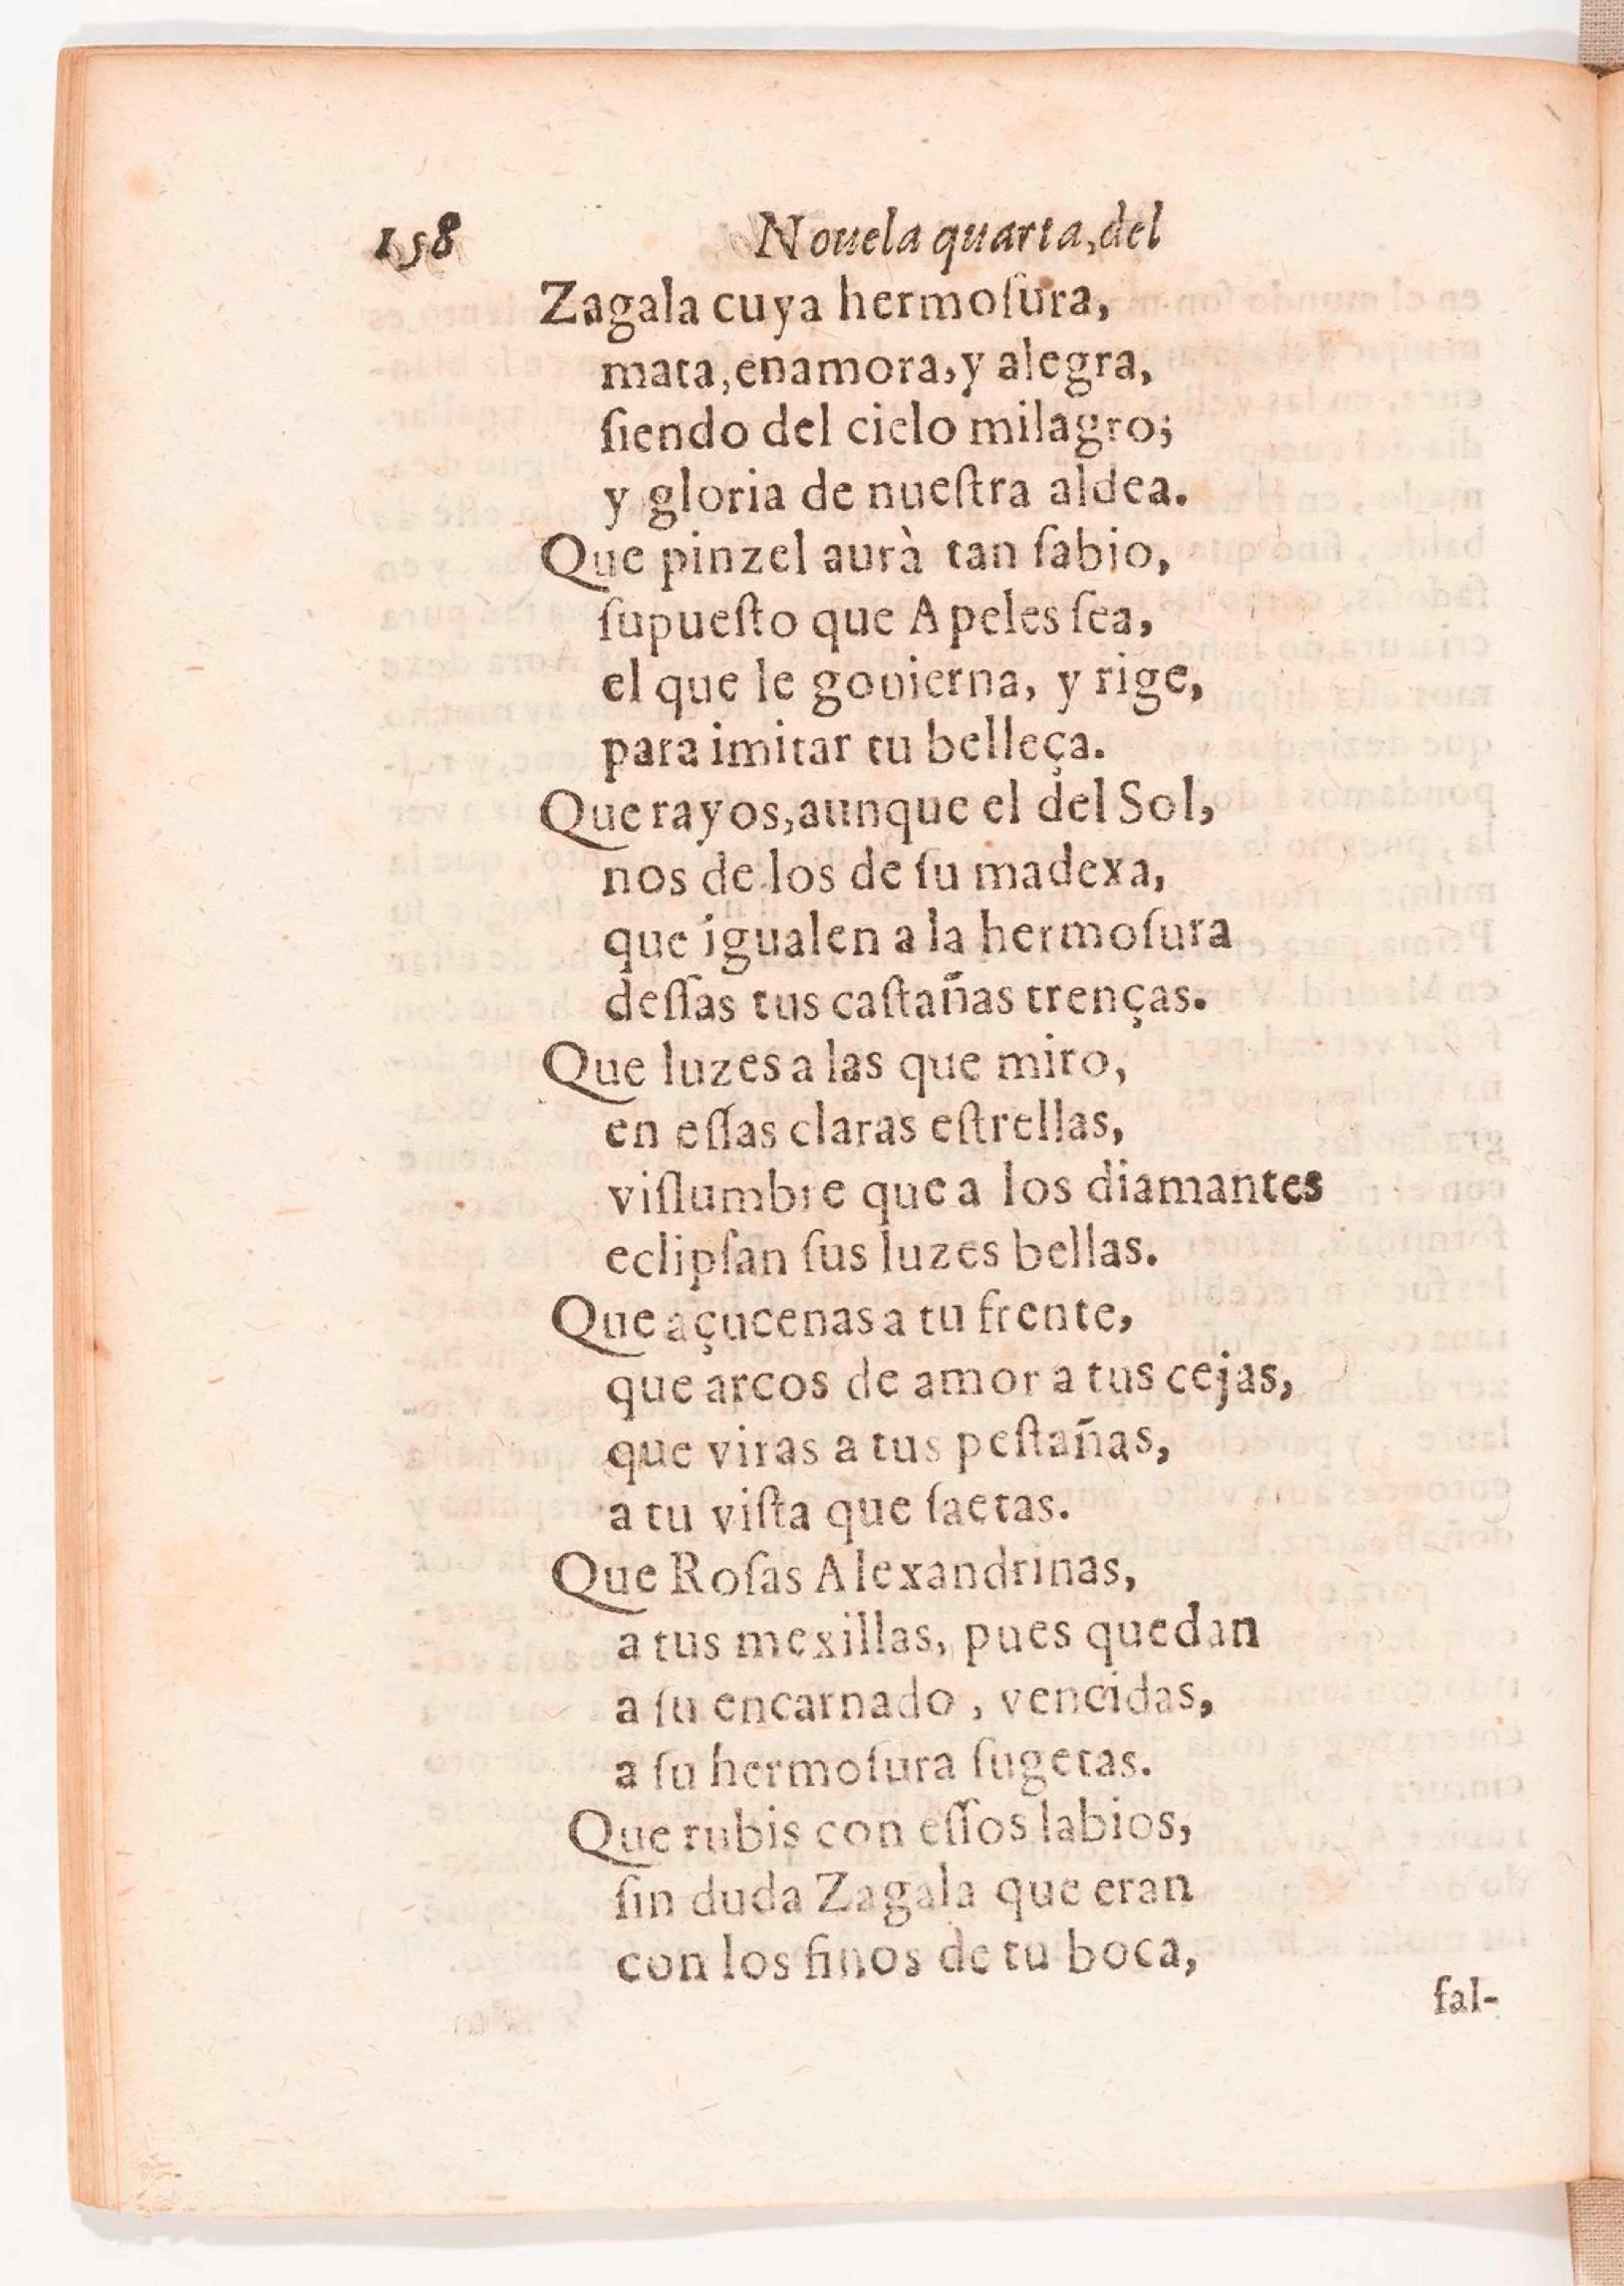 158 Nouela quarta, del
Zagala cuya hermoſura,
mata, enamora, y alegra,
ſiendo del cielo milagro;
y gloria de nueſtra aldea.
Que pinzel aurà tan ſabio,
ſupueſto que Apeles ſea,
el que le govierna, y rige,
para imitar tu belleça.
Que rayos, aunque el del Sol,
nos de los de ſu madexa,
que igualen a la hermoſura
deſſas tus caſtañas trenças.
Que luzes a las que miro,
en eſſas claras eſtrellas,
viſlumbre que a los diamantes
eclipſan ſus luzes bellas.
Que açucenas a tu frente,
que arcos de amor a tus cejas,
que viras a tus peſtañas,
a tu viſta que ſaetas.
Que Roſas Alexandrinas,
a tus mexillas, pues quedan
a ſu encarnado, vencidas,
a ſu hermoſura ſugetas.
Que rubis con eſſos labios,
ſin duda Zagala que eran
con los finos de tu boca,
fal-